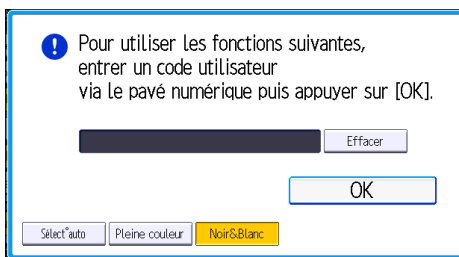 Pour utiliser les fonctions suivantes,
entrer un code utilisateur
via le pavé numérique puis appuyer sur [OK].
Effacer
OK
Sélect°auto Pleine couleur Noir&Blanc